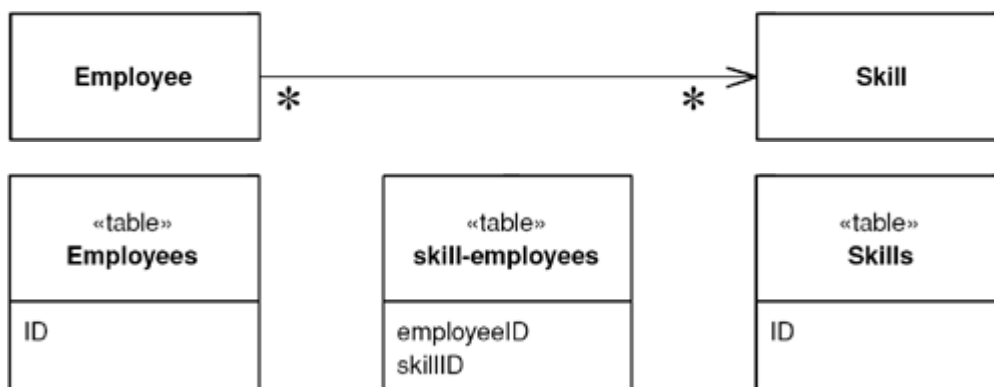 Employee
Skill
*
*
«table»
Employees
ID
«table»
skill-employees
employeeID
skillID
«table»
Skills
ID